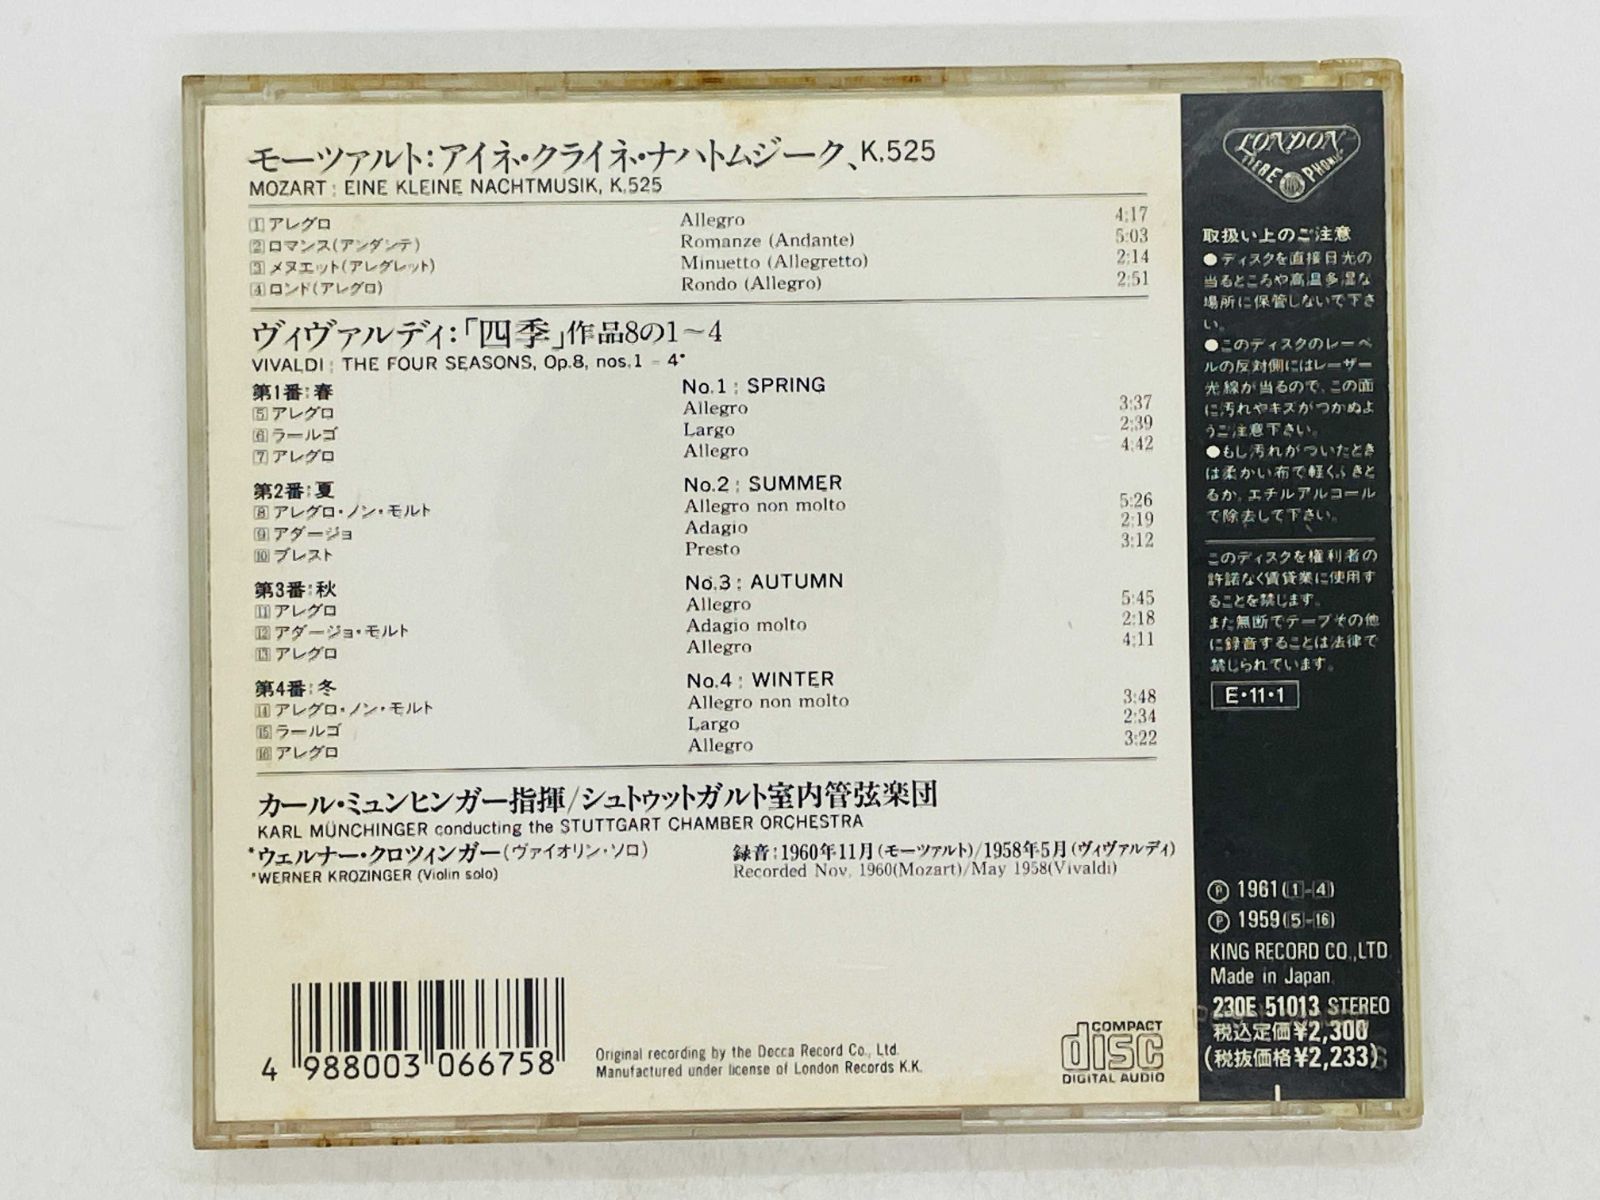 モーツァルト：アイネ・クライネ・ナハトムジーク、K.525
MOZART : EINE KLEINE NACHTMUSIK, K.525
1 アレグロ Allegro 4:17
2 ロマンス(アンダンテ) Romanze (Andante) 5:03
3 メヌエット(アレグレット) Minuetto (Allegretto) 2:14
4 ロンド(アレグロ) Rondo (Allegro) 2:51
ヴィヴァルディ：「四季」作品8の1〜4
VIVALDI : THE FOUR SEASONS, Op.8, nos.1 – 4*
第1番：春 No.1 : SPRING
5 アレグロ Allegro 3:37
6 ラールゴ Largo 2:39
7 アレグロ Allegro 4:42
第2番：夏 No.2 : SUMMER
8 アレグロ・ノン・モルト Allegro non molto 5:26
9 アダージョ Adagio 2:19
10 プレスト Presto 3:12
第3番：秋 No.3 : AUTUMN
11 アレグロ Allegro 5:45
12 アダージョ・モルト Adagio molto 2:18
13 アレグロ Allegro 4:11
第4番：冬 No.4 : WINTER
14 アレグロ・ノン・モルト Allegro non molto 3:48
15 ラールゴ Largo 2:34
16 アレグロ Allegro 3:22
カール・ミュンヒンガー指揮/シュトゥットガルト室内管弦楽団
KARL MÜNCHINGER conducting the STUTTGART CHAMBER ORCHESTRA
*ウェルナー・クロツィンガー(ヴァイオリン・ソロ)
*WERNER KROZINGER (Violin solo)
録音：1960年11月(モーツァルト)/1958年5月(ヴィヴァルディ)
Recorded Nov. 1960(Mozart)/May 1958(Vivaldi)
4 988003 066758
Original recording by the Decca Record Co., Ltd.
Manufactured under license of London Records K.K.
COMPACT
disc
DIGITAL AUDIO
LONDON
STEREOPHONIC
取扱い上のご注意
●ディスクを直接日光の
当るところや高温多湿な
場所に保管しないで下さ
い。
●このディスクのレーベ
ルの反対側にはレーザー
光線が当るので、この面
に汚れやキズがつかぬよ
うご注意下さい。
●もし汚れがついたとき
は柔かい布で軽くふきと
るか、エチルアルコール
で除去して下さい。
このディスクを権利者の
許諾なく賃貸業に使用す
ることを禁じます。
また無断でテープその他
に録音することは法律で
禁じられています。
E・11・1
Ⓟ 1961(1-4)
Ⓟ 1959(5-16)
KING RECORD CO.,LTD
Made in Japan
230E 51013 STEREO
税込定価¥2,300
(税抜価格¥2,233)